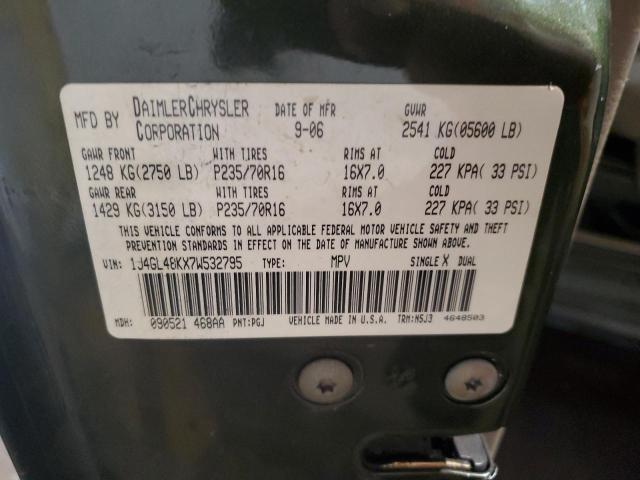 MFD BY DAIMLERCHRYSLER CORPORATION DATE OF MFR 9-06 GVWR 2541 KG(05600 LB)
GAWR FRONT WITH TIRES RIMS AT COLD
1248 KG(2750 LB) P235/70R16 16X7.0 227 KPA( 33 PSI)
GAWR REAR WITH TIRES RIMS AT COLD
1429 KG(3150 LB) P235/70R16 16X7.0 227 KPA( 33 PSI)
THIS VEHICLE CONFORMS TO ALL APPLICABLE FEDERAL MOTOR VEHICLE SAFETY AND THEFT
PREVENTION STANDARDS IN EFFECT ON THE DATE OF MANUFACTURE SHOWN ABOVE.
VIN: 1J4GL48KX7W532795 TYPE: MPV SINGLE X DUAL
MDH: 090521 468AA PNT:PGJ VEHICLE MADE IN U.S.A. TRM:N5J3 4648503